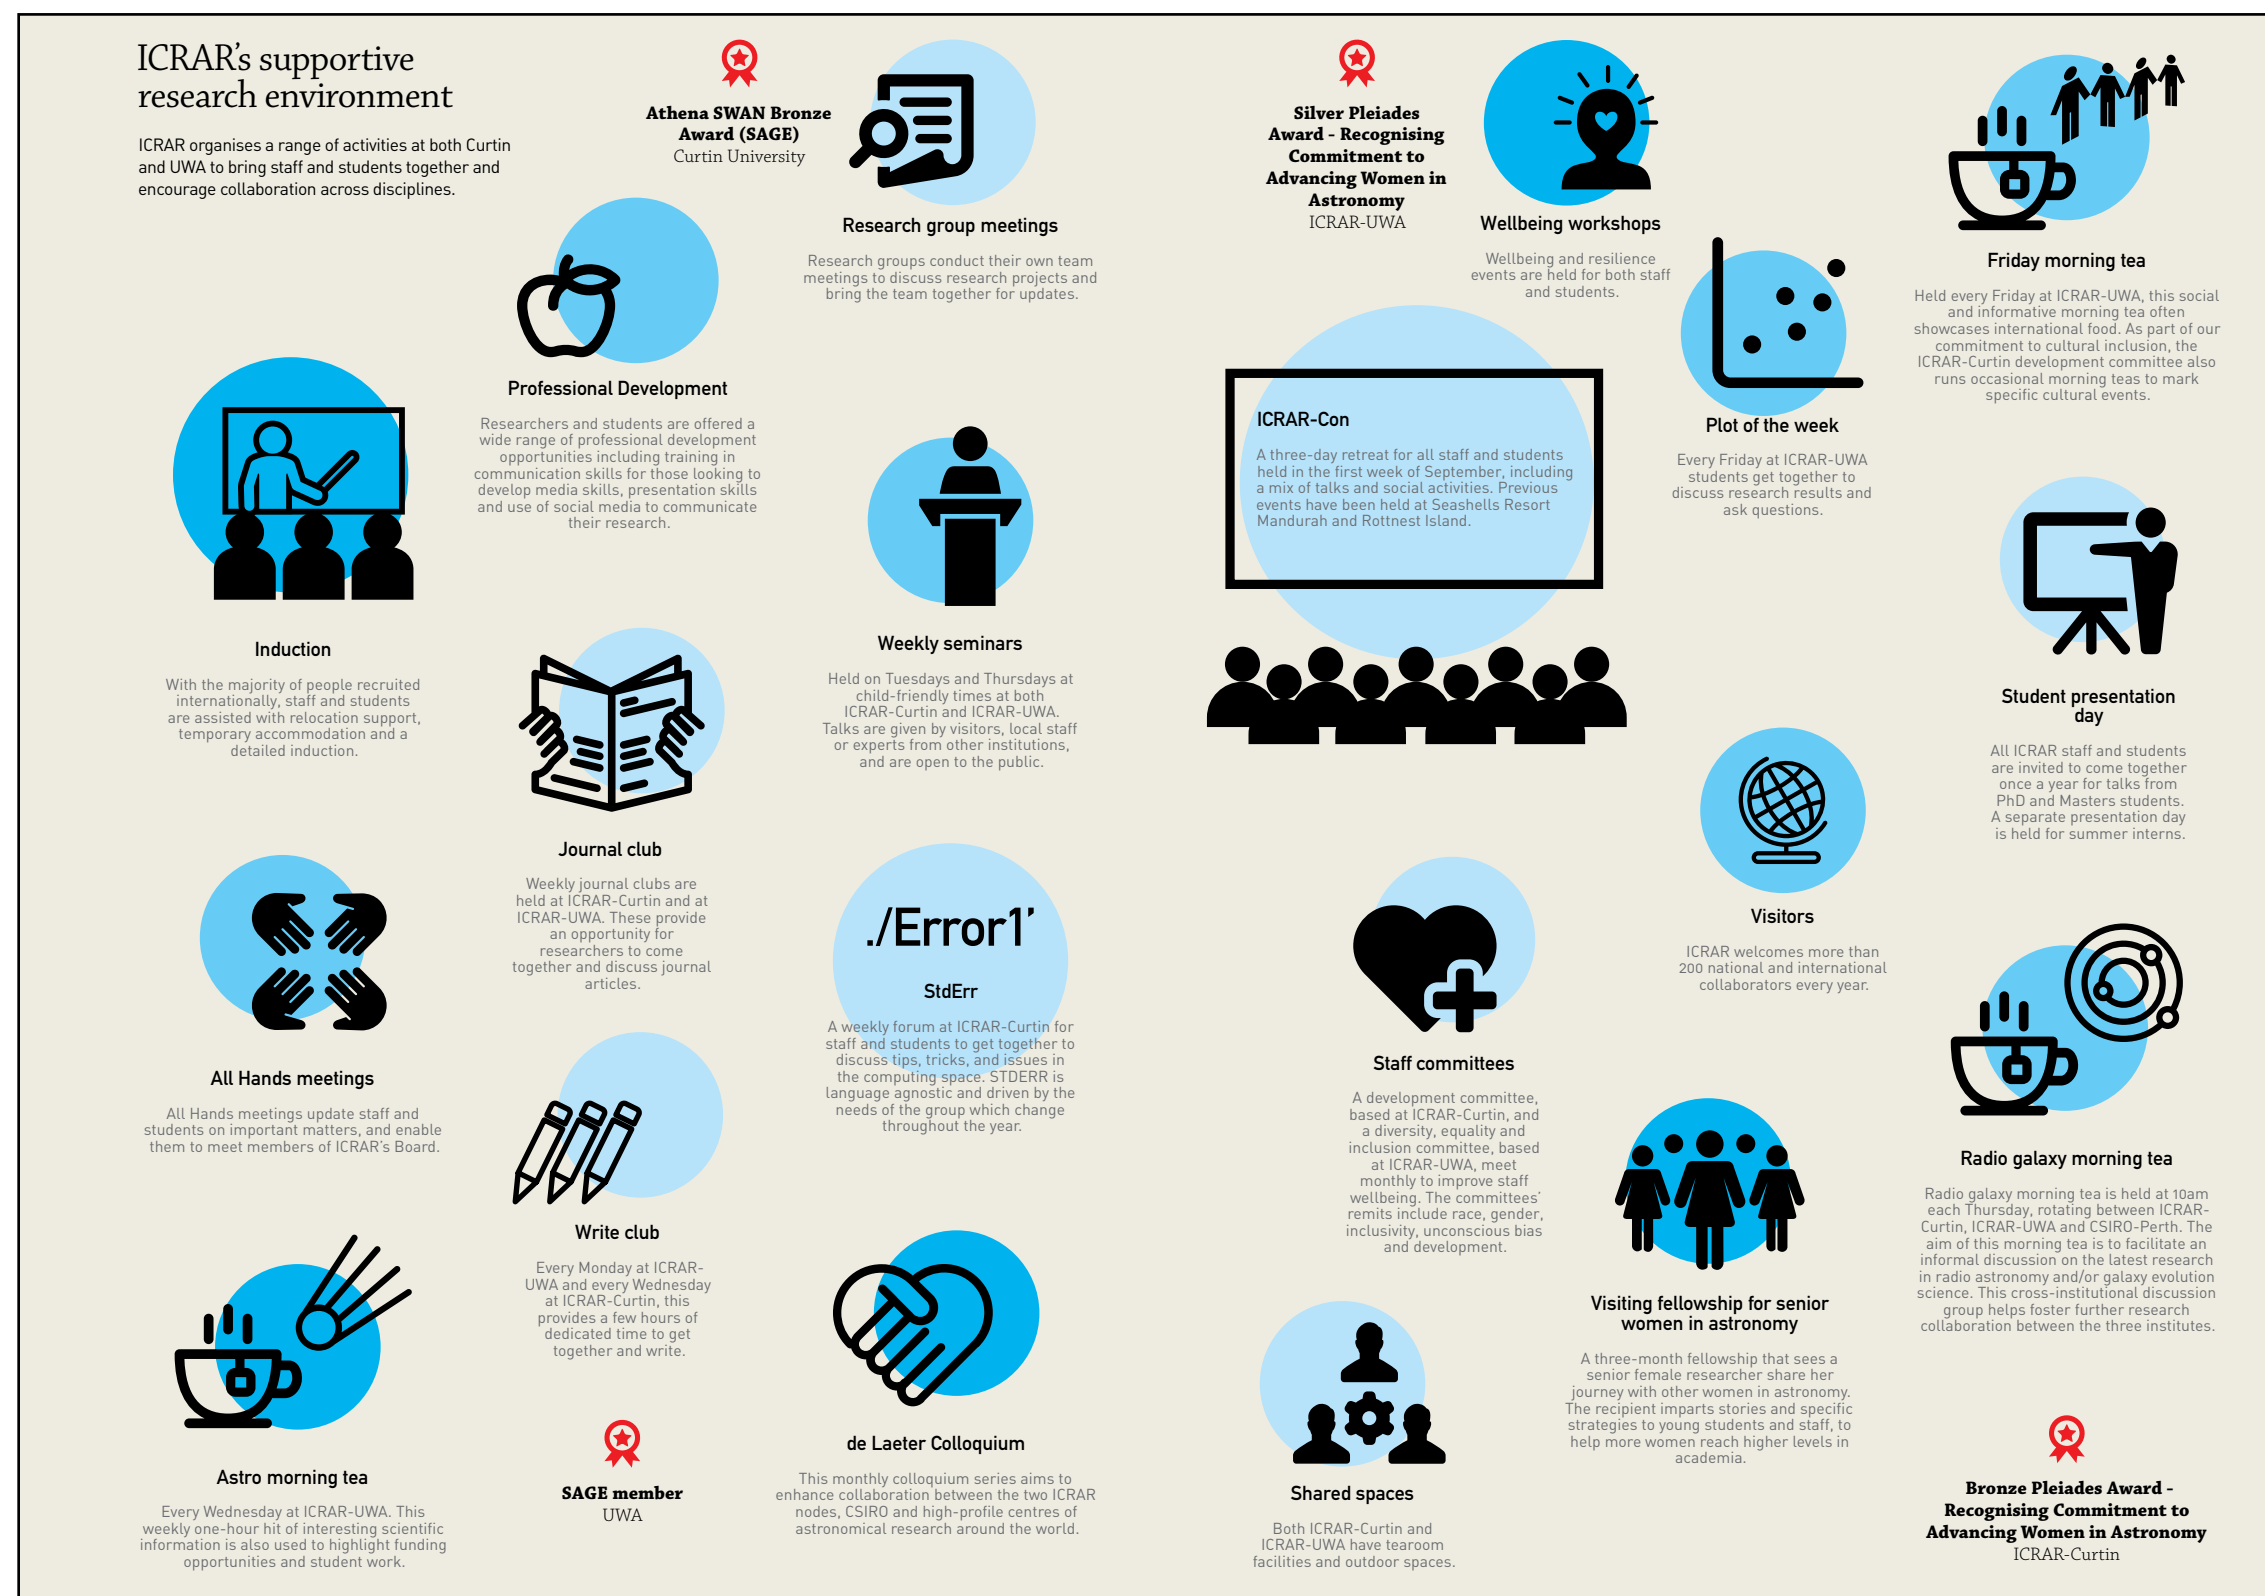 ICRAR's supportive
research environment
ICRAR organises a range of activities at both Curtin
and UWA to bring staff and students together and
encourage collaboration across disciplines.
Athena SWAN Bronze
Award (SAGE)
Curtin University
Research group meetings
Research groups conduct their own team
meetings to discuss research projects and
bring the team together for updates.
Professional Development
Researchers and students are offered a
wide range of professional development
opportunities including training in
communication skills for those looking to
develop media skills, presentation skills
and use of social media to communicate
their research.
Induction
With the majority of people recruited
internationally, staff and students
are assisted with relocation support,
temporary accommodation and a
detailed induction.
Weekly seminars
Held on Tuesdays and Thursdays at
child-friendly times at both
ICRAR-Curtin and ICRAR-UWA.
Talks are given by visitors, local staff
or experts from other institutions,
and are open to the public.
Journal club
Weekly journal clubs are
held at ICRAR-Curtin and at
ICRAR-UWA. These provide
an opportunity for
researchers to come
together and discuss journal
articles.
./Error1'
StdErr
A weekly forum at ICRAR-Curtin for
staff and students to get together to
discuss tips, tricks, and issues in
the computing space. STDERR is
language agnostic and driven by the
needs of the group which change
throughout the year.
All Hands meetings
All Hands meetings update staff and
students on important matters, and enable
them to meet members of ICRAR's Board.
Write club
Every Monday at ICRAR-
UWA and every Wednesday
at ICRAR-Curtin, this
provides a few hours of
dedicated time to get
together and write.
Astro morning tea
Every Wednesday at ICRAR-UWA. This
weekly one-hour hit of interesting scientific
information is also used to highlight funding
opportunities and student work.
SAGE member
UWA
de Laeter Colloquium
This monthly colloquium series aims to
enhance collaboration between the two ICRAR
nodes, CSIRO and high-profile centres of
astronomical research around the world.
Silver Pleiades
Award - Recognising
Commitment to
Advancing Women in
Astronomy
ICRAR-UWA
Wellbeing workshops
Wellbeing and resilience
events are held for both staff
and students.
Friday morning tea
Held every Friday at ICRAR-UWA, this social
and informative morning tea often
showcases international food. As part of our
commitment to cultural inclusion, the
ICRAR-Curtin development committee also
runs occasional morning teas to mark
specific cultural events.
ICRAR-Con
A three-day retreat for all staff and students
held in the first week of September, including
a mix of talks and social activities. Previous
events have been held at Seashells Resort
Mandurah and Rottnest Island.
Plot of the week
Every Friday at ICRAR-UWA
students get together to
discuss research results and
ask questions.
Student presentation
day
All ICRAR staff and students
are invited to come together
once a year for talks from
PhD and Masters students.
A separate presentation day
is held for summer interns.
Visitors
ICRAR welcomes more than
200 national and international
collaborators every year.
Staff committees
A development committee,
based at ICRAR-Curtin, and
a diversity, equality and
inclusion committee, based
at ICRAR-UWA, meet
monthly to improve staff
wellbeing. The committees'
remits include race, gender,
inclusivity, unconscious bias
and development.
Radio galaxy morning tea
Radio galaxy morning tea is held at 10am
each Thursday, rotating between ICRAR-
Curtin, ICRAR-UWA and CSIRO-Perth. The
aim of this morning tea is to facilitate an
informal discussion on the latest research
in radio astronomy and/or galaxy evolution
science. This cross-institutional discussion
group helps foster further research
collaboration between the three institutes.
Visiting fellowship for senior
women in astronomy
A three-month fellowship that sees a
senior female researcher share her
journey with other women in astronomy.
The recipient imparts stories and specific
strategies to young students and staff, to
help more women reach higher levels in
academia.
Shared spaces
Both ICRAR-Curtin and
ICRAR-UWA have tearoom
facilities and outdoor spaces.
Bronze Pleiades Award -
Recognising Commitment to
Advancing Women in Astronomy
ICRAR-Curtin